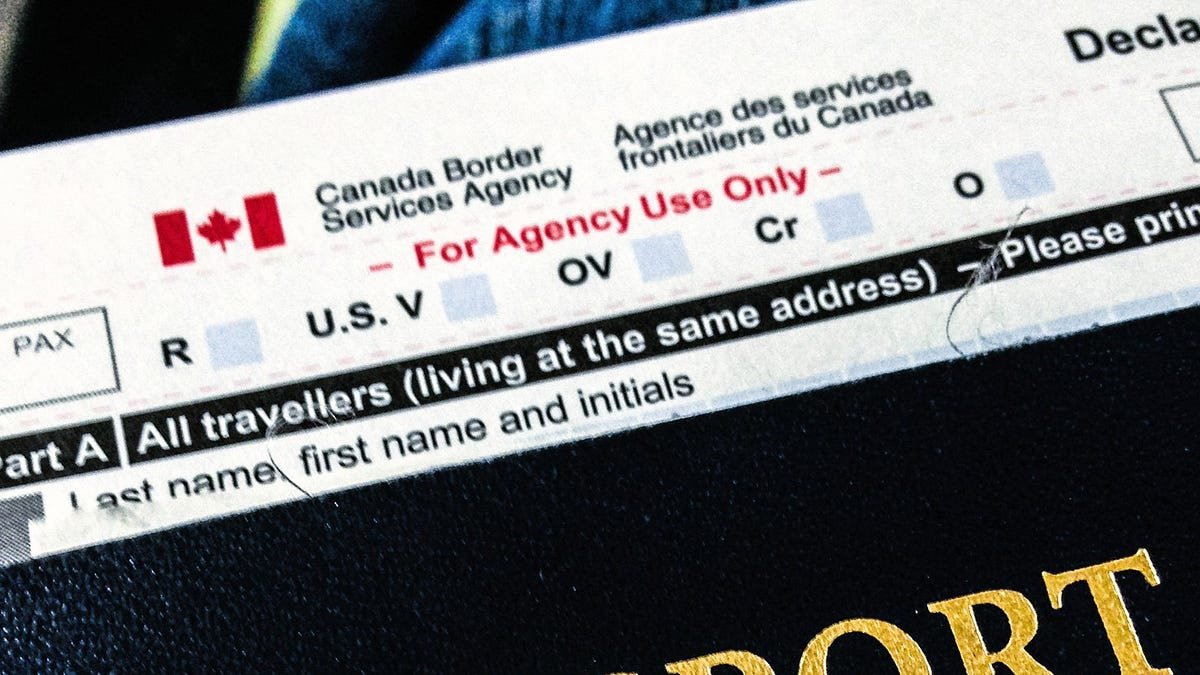 Decla
Canada Border
Services Agency
Agence des services
frontaliers du Canada
– For Agency Use Only –
PAX
R U.S. V OV Cr O
art A All travellers (living at the same address) – Please prin
Last name, first name and initials
PORT